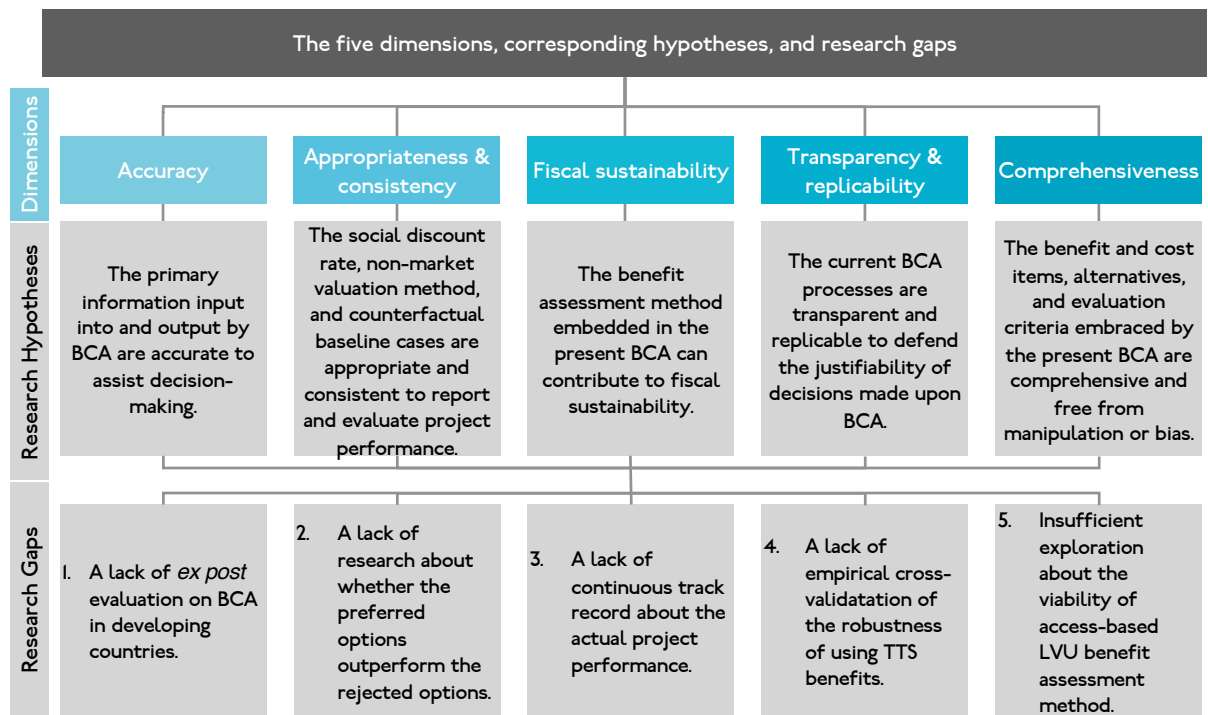 The five dimensions, corresponding hypotheses, and research gaps
Dimensions
Accuracy
Appropriateness &
consistency
Fiscal sustainability
Transparency &
replicability
Comprehensiveness
Research Hypotheses
The primary
information input
into and output by
BCA are accurate to
assist decision-
making.
The social discount
rate, non-market
valuation method,
and counterfactual
baseline cases are
appropriate and
consistent to report
and evaluate project
performance.
The benefit
assessment method
embedded in the
present BCA can
contribute to fiscal
sustainability.
The current BCA
processes are
transparent and
replicable to defend
the justifiability of
decisions made upon
BCA.
The benefit and cost
items, alternatives,
and evaluation
criteria embraced by
the present BCA are
comprehensive and
free from
manipulation or bias.
Research Gaps
1. A lack of ex post
evaluation on BCA
in developing
countries.
2. A lack of
research about
whether the
preferred
options
outperform the
rejected options.
3. A lack of
continuous track
record about the
actual project
performance.
4. A lack of
empirical cross-
validatation of
the robustness
of using TTS
benefits.
5. Insufficient
exploration
about the
viability of
access-based
LVU benefit
assessment
method.